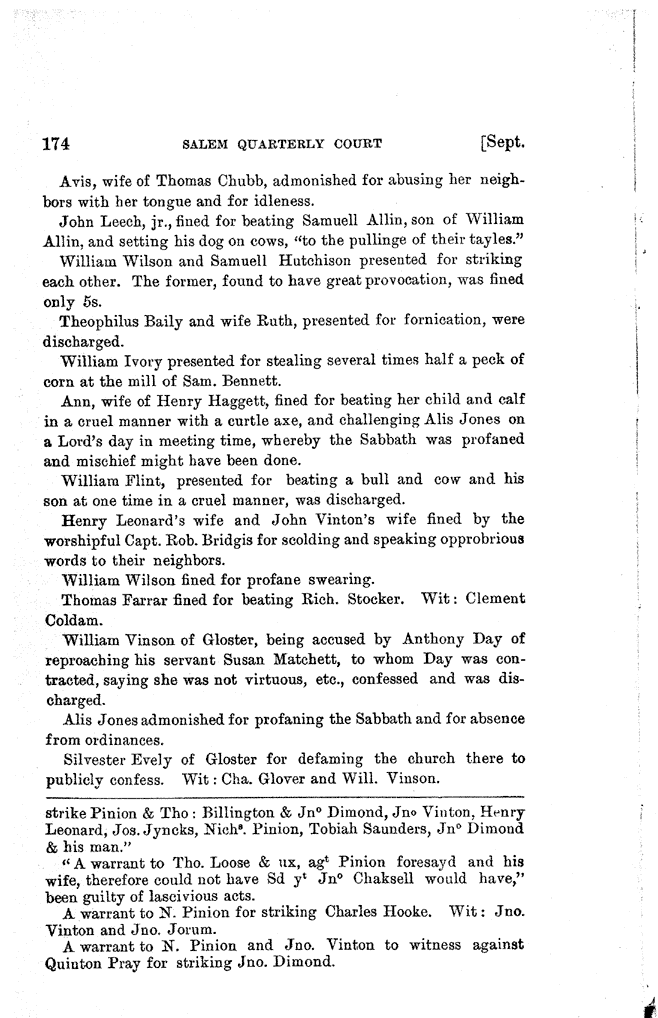 174 SALEM QUARTERLY COURT [Sept.
Avis, wife of Thomas Chubb, admonished for abusing her neigh-
bors with her tongue and for idleness.
John Leech, jr., fined for beating Samuell Allin, son of William
Allin, and setting his dog on cows, “to the pullinge of their tayles.”
William Wilson and Samuell Hutchison presented for striking
each other. The former, found to have great provocation, was fined
only 5s.
Theophilus Baily and wife Ruth, presented for fornication, were
discharged.
William Ivory presented for stealing several times half a peck of
corn at the mill of Sam. Bennett.
Ann, wife of Henry Haggett, fined for beating her child and calf
in a cruel manner with a curtle axe, and challenging Alis Jones on
a Lord's day in meeting time, whereby the Sabbath was profaned
and mischief might have been done.
William Flint, presented for beating a bull and cow and his
son at one time in a cruel manner, was discharged.
Henry Leonard's wife and John Vinton's wife fined by the
worshipful Capt. Rob. Bridgis for scolding and speaking opprobrious
words to their neighbors.
William Wilson fined for profane swearing.
Thomas Farrar fined for beating Rich. Stocker. Wit: Clement
Coldam.
William Vinson of Gloster, being accused by Anthony Day of
reproaching his servant Susan Matchett, to whom Day was con-
tracted, saying she was not virtuous, etc., confessed and was dis-
charged.
Alis Jones admonished for profaning the Sabbath and for absence
from ordinances.
Silvester Evely of Gloster for defaming the church there to
publicly confess. Wit: Cha. Glover and Will. Vinson.
strike Pinion & Tho: Billington & Jnº Dimond, Jnº Vinton, Henry
Leonard, Jos. Jyncks, Nichˢ. Pinion, Tobiah Saunders, Jnº Dimond
& his man.”
“A warrant to Tho. Loose & ux, agᵗ Pinion foresayd and his
wife, therefore could not have Sd yᵗ Jnº Chaksell would have,”
been guilty of lascivious acts.
A warrant to N. Pinion for striking Charles Hooke. Wit: Jno.
Vinton and Jno. Jorum.
A warrant to N. Pinion and Jno. Vinton to witness against
Quinton Pray for striking Jno. Dimond.